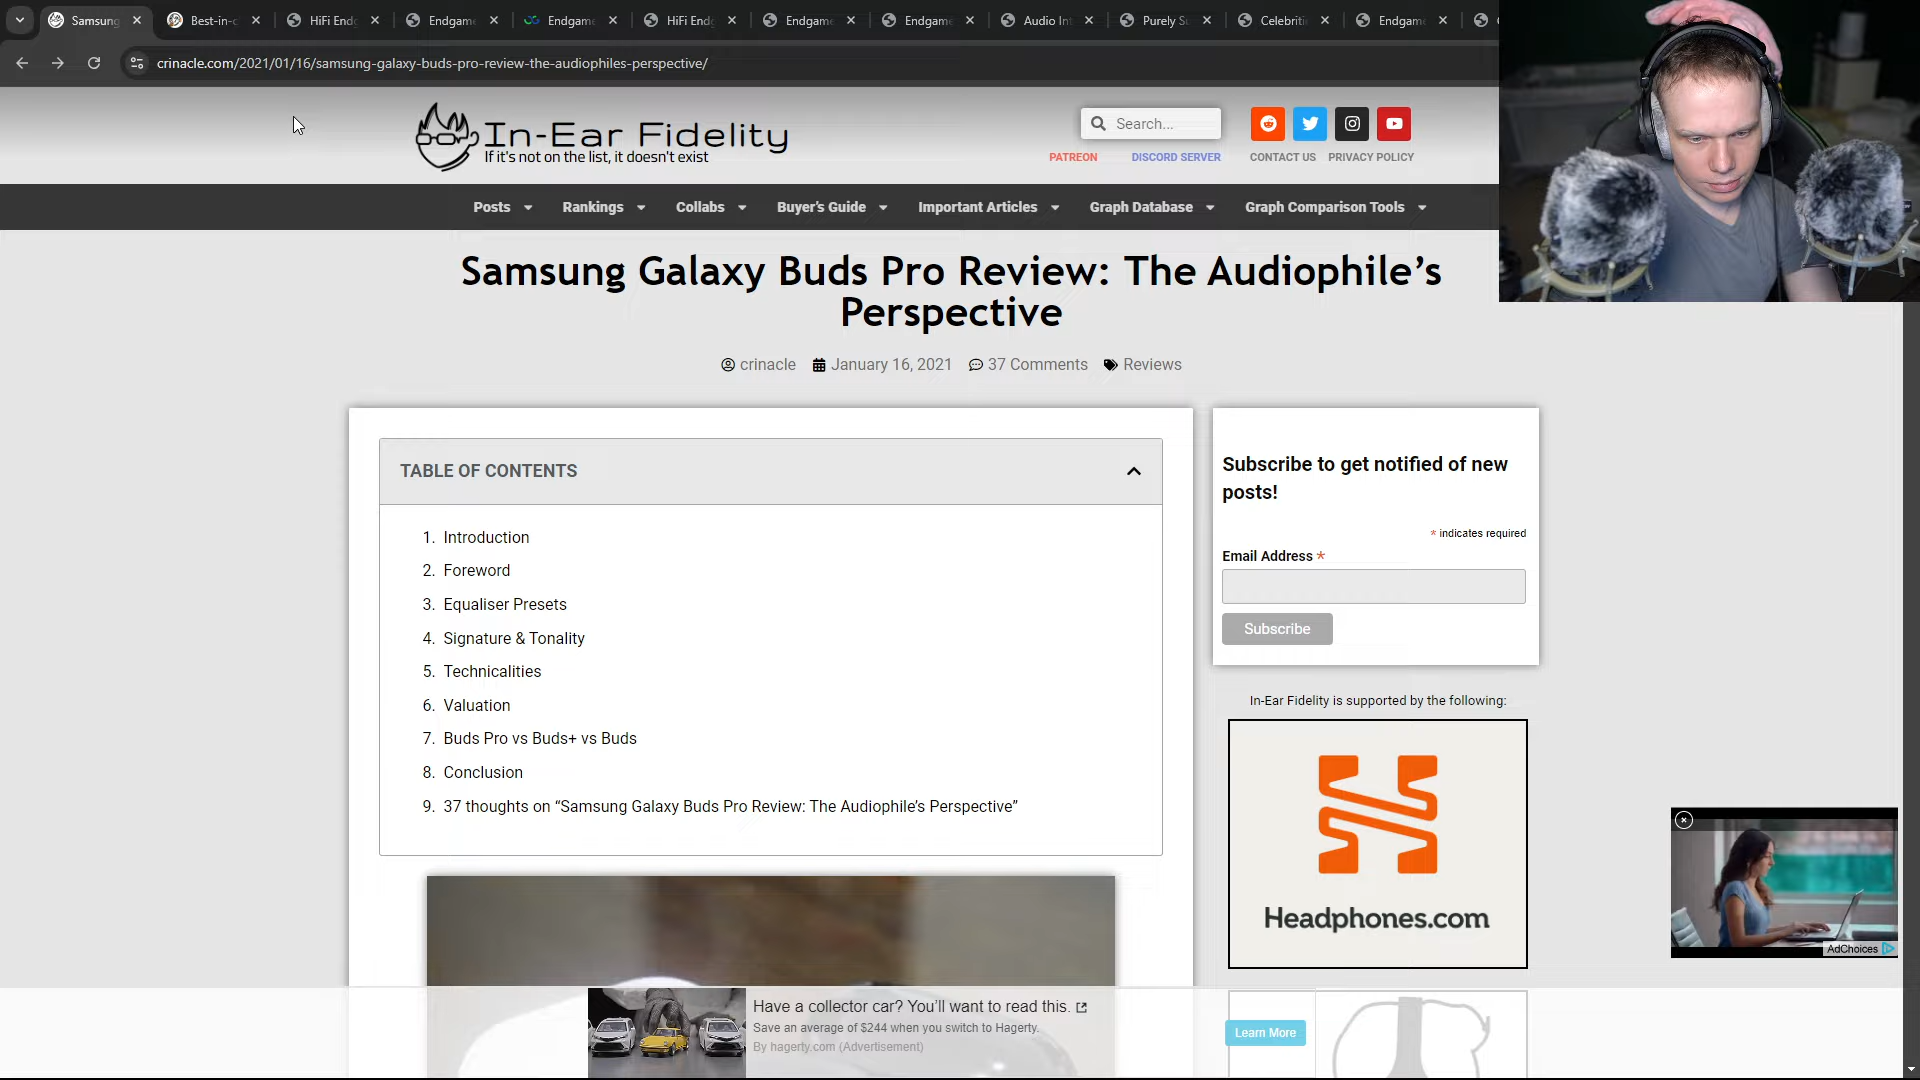 Samsung
Best-in-c
HiFi Endg
Endgame
Endgame
HiFi Endg
Endgame
Endgame
Audio In
Purely Su
Celebriti
Endgame
crinacle.com/2021/01/16/samsung-galaxy-buds-pro-review-the-audiophiles-perspective/
In-Ear Fidelity
If it's not on the list, it doesn't exist
Search...
PATREON
DISCORD SERVER
CONTACT US
PRIVACY POLICY
Posts
Rankings
Collabs
Buyer's Guide
Important Articles
Graph Database
Graph Comparison Tools
Samsung Galaxy Buds Pro Review: The Audiophile's
Perspective
crinacle
January 16, 2021
37 Comments
Reviews
TABLE OF CONTENTS
1. Introduction
2. Foreword
3. Equaliser Presets
4. Signature & Tonality
5. Technicalities
6. Valuation
7. Buds Pro vs Buds+ vs Buds
8. Conclusion
9. 37 thoughts on “Samsung Galaxy Buds Pro Review: The Audiophile's Perspective”
Subscribe to get notified of new
posts!
* indicates required
Email Address *
Subscribe
In-Ear Fidelity is supported by the following:
Headphones.com
AdChoices
Have a collector car? You'll want to read this.
Save an average of $244 when you switch to Hagerty.
By hagerty.com (Advertisement)
Learn More